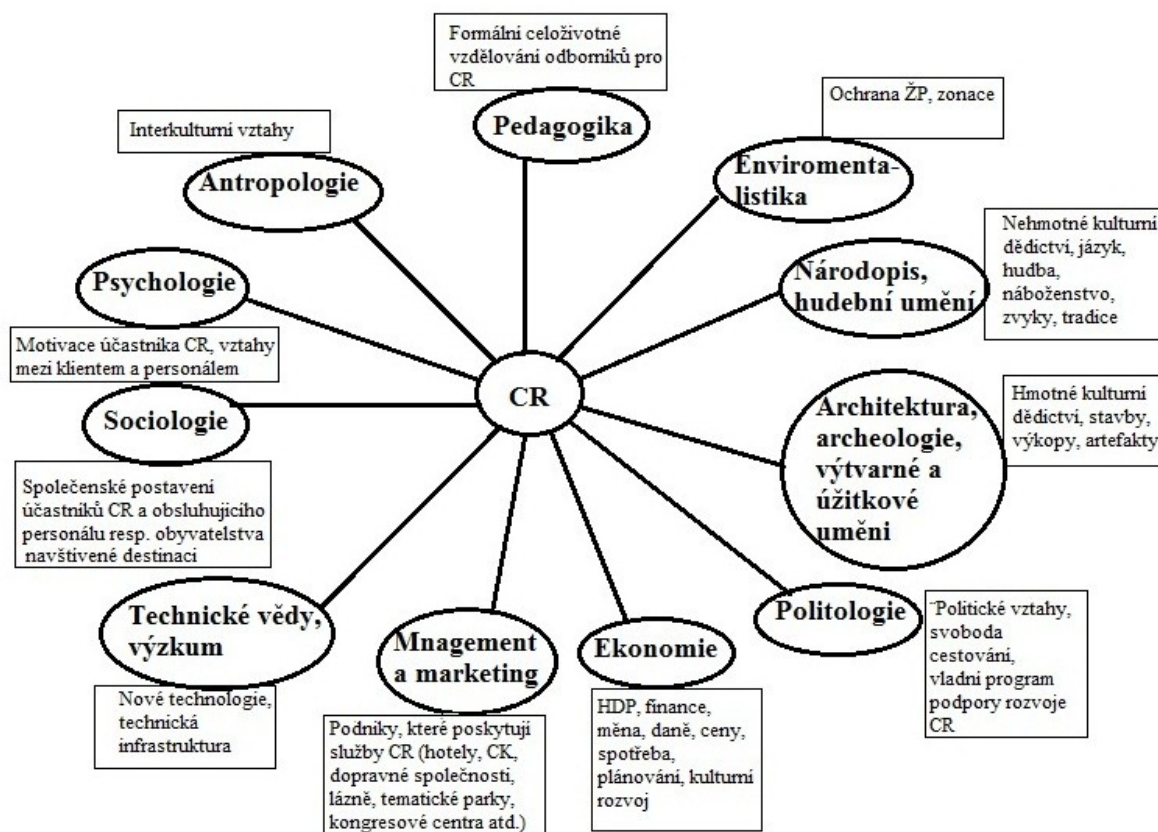 Formální celoživotné
vzdělování odborníků pro
CR
Pedagogika
Ochrana ŽP, zonace
Enviromenta-
listika
Interkulturní vztahy
Antropologie
Nehmotné kulturní
dědictví, jázyk,
hudba,
náboženstvo,
zvyky, tradice
Národopis,
hudební umění
Psychologie
Motivace účastníka CR, vztahy
mezi klientem a personálem
CR
Sociologie
Společenské postavení
účastníků CR a obsluhujícího
personálu resp. obyvatelstva
navštívené destinaci
Architektura,
archeologie,
výtvarné a
úžitkové
uměni
Hmotné kulturní
dědictví, stavby,
výkopy, artefakty
Technické vědy,
výzkum
Nové technologie,
technická
infrastruktura
Mnagement
a marketing
Podniky, které poskytují
služby CR (hotely, CK,
dopravné společnosti,
lázně, tematické parky,
kongresové centra atd.)
Ekonomie
HDP, finance,
měna, daně, ceny,
spotřeba,
plánování, kulturní
rozvoj
Politologie
Politické vztahy,
svoboda
cestování,
vladní program
podpory rozvoje
CR